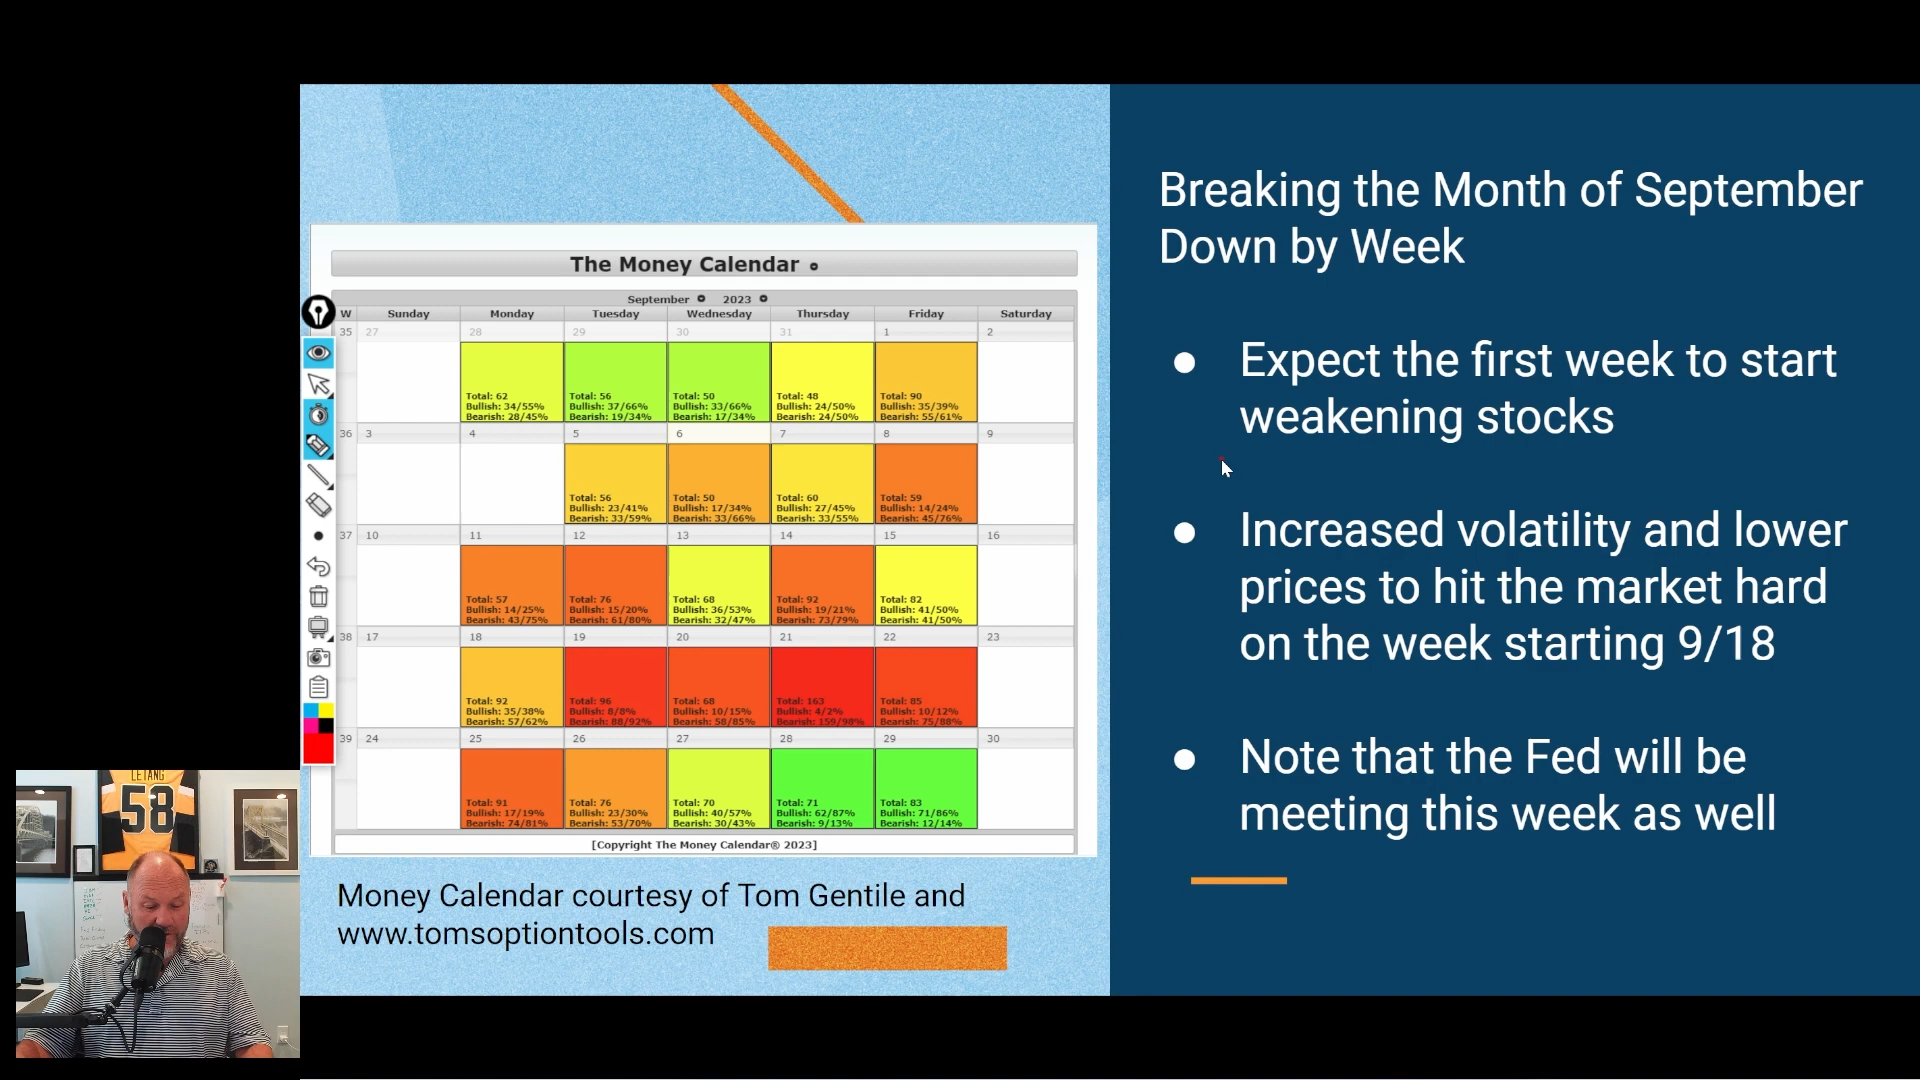 The Money Calendar
September 2023
W Sunday Monday Tuesday Wednesday Thursday Friday Saturday
35 27 28 29 30 31 1 2
Total: 62 Total: 56 Total: 50 Total: 48 Total: 90
Bullish: 34/55% Bullish: 37/66% Bullish: 33/66% Bullish: 24/50% Bullish: 35/39%
Bearish: 28/45% Bearish: 19/34% Bearish: 17/34% Bearish: 24/50% Bearish: 55/61%
36 3 4 5 6 7 8 9
Total: 56 Total: 50 Total: 60 Total: 59
Bullish: 23/41% Bullish: 17/34% Bullish: 27/45% Bullish: 14/24%
Bearish: 33/59% Bearish: 33/66% Bearish: 33/55% Bearish: 45/76%
37 10 11 12 13 14 15 16
Total: 57 Total: 76 Total: 68 Total: 92 Total: 82
Bullish: 14/25% Bullish: 15/20% Bullish: 36/53% Bullish: 19/21% Bullish: 41/50%
Bearish: 43/75% Bearish: 61/80% Bearish: 32/47% Bearish: 73/79% Bearish: 41/50%
38 17 18 19 20 21 22 23
Total: 92 Total: 96 Total: 68 Total: 163 Total: 85
Bullish: 35/38% Bullish: 8/8% Bullish: 10/15% Bullish: 4/2% Bullish: 10/12%
Bearish: 57/62% Bearish: 88/92% Bearish: 58/85% Bearish: 159/98% Bearish: 75/88%
39 24 25 26 27 28 29 30
Total: 91 Total: 76 Total: 70 Total: 71 Total: 83
Bullish: 17/19% Bullish: 23/30% Bullish: 40/57% Bullish: 62/87% Bullish: 71/86%
Bearish: 74/81% Bearish: 53/70% Bearish: 30/43% Bearish: 9/13% Bearish: 12/14%
[Copyright The Money Calendar® 2023]
Money Calendar courtesy of Tom Gentile and
www.tomsoptiontools.com
Breaking the Month of September
Down by Week
● Expect the first week to start
weakening stocks
● Increased volatility and lower
prices to hit the market hard
on the week starting 9/18
● Note that the Fed will be
meeting this week as well
LETANG
58